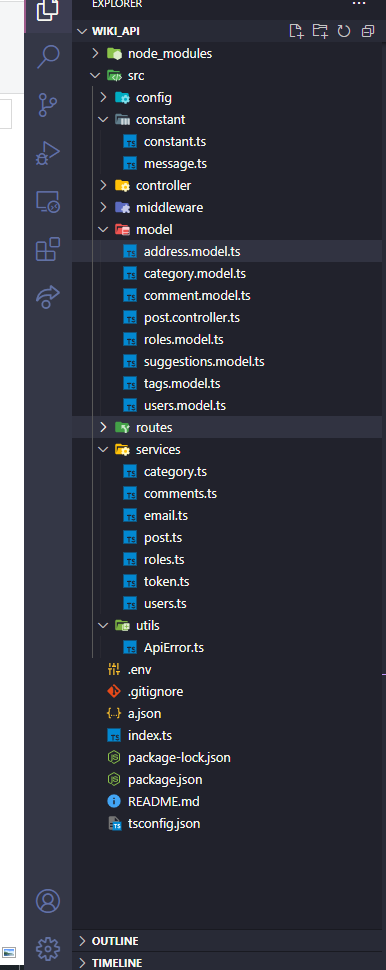 EXPLORER
WIKI_API
node_modules
src
config
constant
constant.ts
message.ts
controller
middleware
model
address.model.ts
category.model.ts
comment.model.ts
post.controller.ts
roles.model.ts
suggestions.model.ts
tags.model.ts
users.model.ts
routes
services
category.ts
comments.ts
email.ts
post.ts
roles.ts
token.ts
users.ts
utils
ApiError.ts
.env
.gitignore
a.json
index.ts
package-lock.json
package.json
README.md
tsconfig.json
OUTLINE
TIMELINE